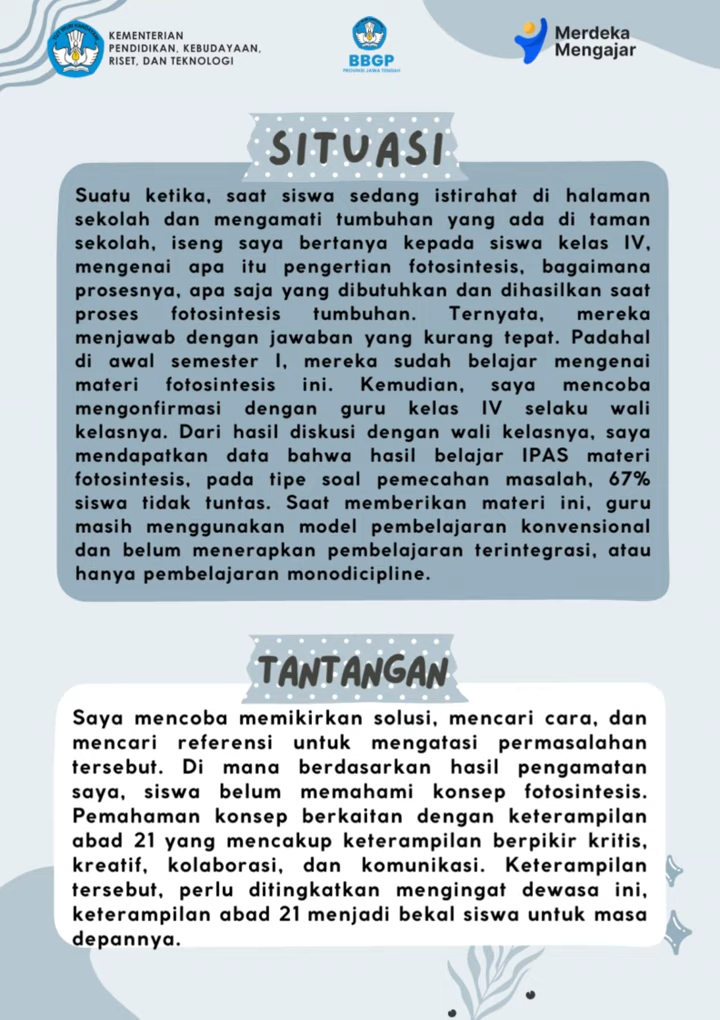 KEMENTERIAN
PENDIDIKAN, KEBUDAYAAN,
RISET, DAN TEKNOLOGI
BBGP
PROVINSI JAWA TENGAH
Merdeka
Mengajar
SITUASI
Suatu ketika, saat siswa sedang istirahat di halaman
sekolah dan mengamati tumbuhan yang ada di taman
sekolah, iseng saya bertanya kepada siswa kelas IV,
mengenai apa itu pengertian fotosintesis, bagaimana
prosesnya, apa saja yang dibutuhkan dan dihasilkan saat
proses fotosintesis tumbuhan. Ternyata, mereka
menjawab dengan jawaban yang kurang tepat. Padahal
di awal semester I, mereka sudah belajar mengenai
materi fotosintesis ini. Kemudian, saya mencoba
mengonfirmasi dengan guru kelas IV selaku wali
kelasnya. Dari hasil diskusi dengan wali kelasnya, saya
mendapatkan data bahwa hasil belajar IPAS materi
fotosintesis, pada tipe soal pemecahan masalah, 67%
siswa tidak tuntas. Saat memberikan materi ini, guru
masih menggunakan model pembelajaran konvensional
dan belum menerapkan pembelajaran terintegrasi, atau
hanya pembelajaran monodicipline.
TANTANGAN
Saya mencoba memikirkan solusi, mencari cara, dan
mencari referensi untuk mengatasi permasalahan
tersebut. Di mana berdasarkan hasil pengamatan
saya, siswa belum memahami konsep fotosintesis.
Pemahaman konsep berkaitan dengan keterampilan
abad 21 yang mencakup keterampilan berpikir kritis,
kreatif, kolaborasi, dan komunikasi. Keterampilan
tersebut, perlu ditingkatkan mengingat dewasa ini,
keterampilan abad 21 menjadi bekal siswa untuk masa
depannya.